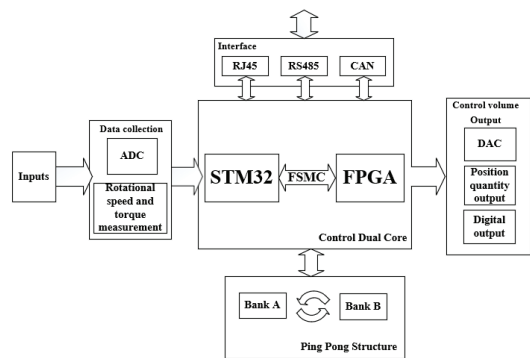 Interface
RJ45
RS485
CAN
Inputs
Data collection
ADC
Rotational
speed and
torque
measurement
STM32
FSMC
FPGA
Control Dual Core
Control volume
Output
DAC
Position
quantity
output
Digital
output
Bank A
Bank B
Ping Pong Structure